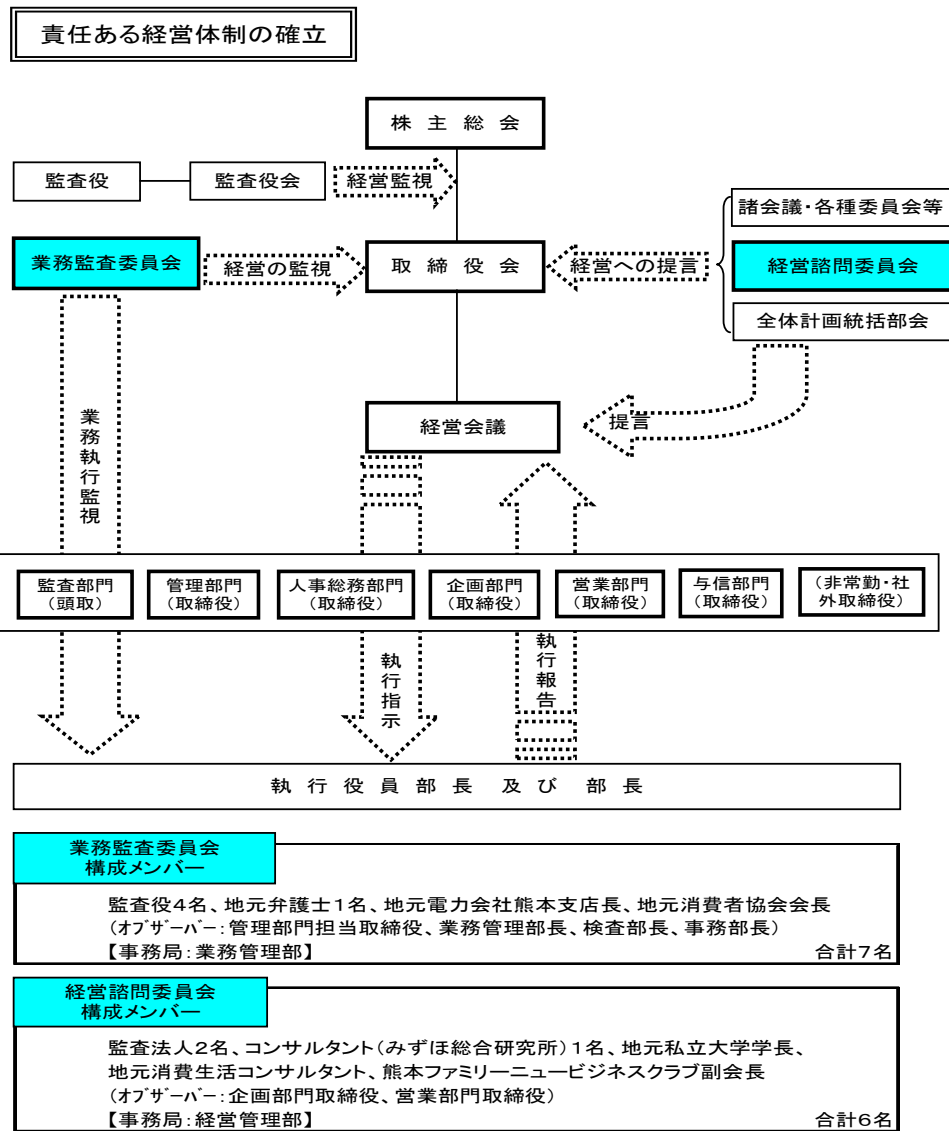 責任ある経営体制の確立
株主総会
監査役
監査役会
経営監視
諸会議・各種委員会等
業務監査委員会
経営の監視
取締役会
経営への提言
経営諮問委員会
全体計画統括部会
提言
経営会議
業務執行監視
監査部門
(頭取)
管理部門
(取締役)
人事総務部門
(取締役)
企画部門
(取締役)
営業部門
(取締役)
与信部門
(取締役)
(非常勤・社
外取締役)
執行指示
執行報告
執行役員部長 及び 部長
業務監査委員会
構成メンバー
監査役4名、地元弁護士1名、地元電力会社熊本支店長、地元消費者協会会長
(オブザーバー:管理部門担当取締役、業務管理部長、検査部長、事務部長)
【事務局:業務管理部】 合計7名
経営諮問委員会
構成メンバー
監査法人2名、コンサルタント(みずほ総合研究所)1名、地元私立大学学長、
地元消費生活コンサルタント、熊本ファミリーニュービジネスクラブ副会長
(オブザーバー:企画部門取締役、営業部門取締役)
【事務局:経営管理部】 合計6名